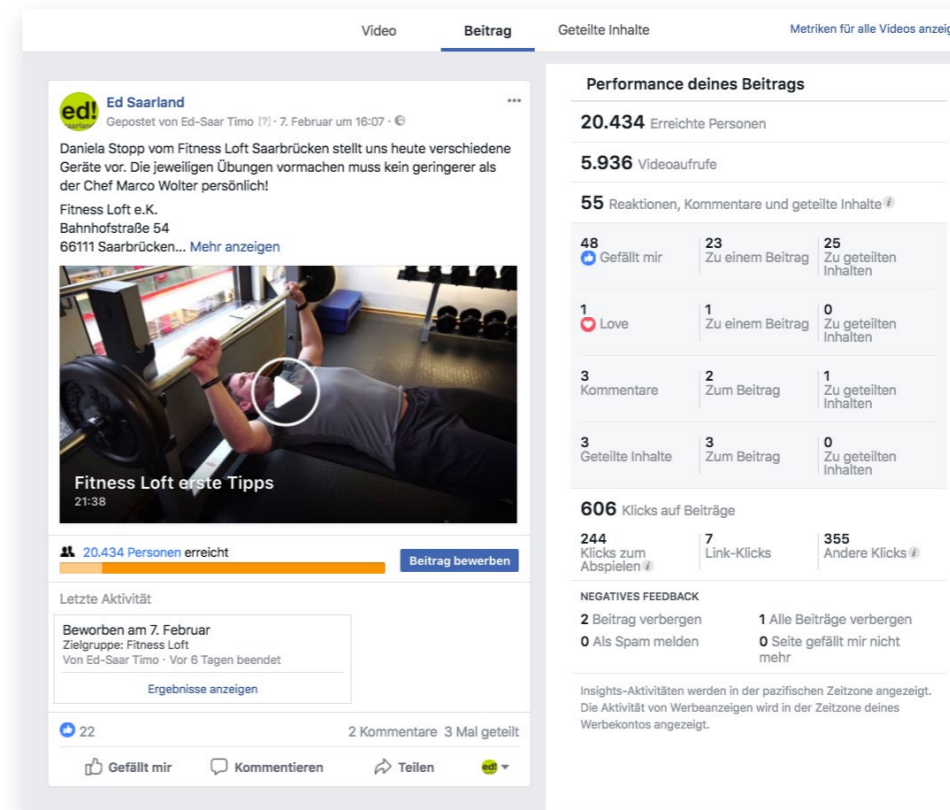 Video Beitrag Geteilte Inhalte Metriken für alle Videos anzeig
ed!
saarland
Ed Saarland
Gepostet von Ed-Saar Timo [?] · 7. Februar um 16:07 ·
Daniela Stopp vom Fitness Loft Saarbrücken stellt uns heute verschiedene
Geräte vor. Die jeweiligen Übungen vormachen muss kein geringerer als
der Chef Marco Wolter persönlich!
Fitness Loft e.K.
Bahnhofstraße 54
66111 Saarbrücken... Mehr anzeigen
Fitness Loft erste Tipps
21:38
20.434 Personen erreicht
Beitrag bewerben
Letzte Aktivität
Beworben am 7. Februar
Zielgruppe: Fitness Loft
Von Ed-Saar Timo · Vor 6 Tagen beendet
Ergebnisse anzeigen
22 2 Kommentare 3 Mal geteilt
Gefällt mir Kommentieren Teilen ed!
Performance deines Beitrags
20.434 Erreichte Personen
5.936 Videoaufrufe
55 Reaktionen, Kommentare und geteilte Inhalte
48
Gefällt mir
23
Zu einem Beitrag
25
Zu geteilten
Inhalten
1
Love
1
Zu einem Beitrag
0
Zu geteilten
Inhalten
3
Kommentare
2
Zum Beitrag
1
Zu geteilten
Inhalten
3
Geteilte Inhalte
3
Zum Beitrag
0
Zu geteilten
Inhalten
606 Klicks auf Beiträge
244
Klicks zum
Abspielen
7
Link-Klicks
355
Andere Klicks
NEGATIVES FEEDBACK
2 Beitrag verbergen
1 Alle Beiträge verbergen
0 Als Spam melden
0 Seite gefällt mir nicht
mehr
Insights-Aktivitäten werden in der pazifischen Zeitzone angezeigt.
Die Aktivität von Werbeanzeigen wird in der Zeitzone deines
Werbekontos angezeigt.